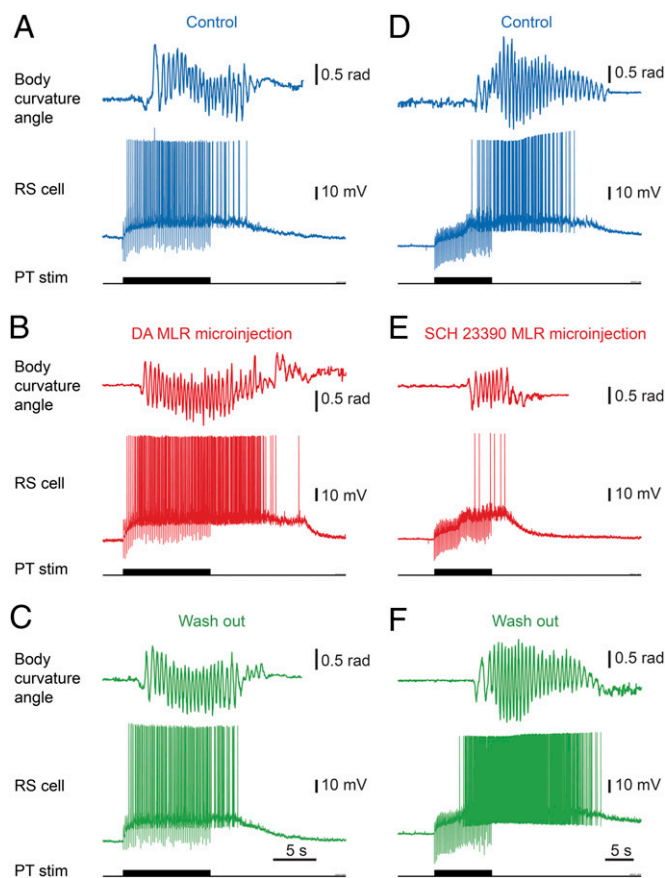 A
Control
Body
curvature
angle
0.5 rad
RS cell
10 mV
PT stim
B
DA MLR microinjection
Body
curvature
angle
0.5 rad
RS cell
10 mV
PT stim
C
Wash out
Body
curvature
angle
0.5 rad
RS cell
10 mV
5 s
PT stim
D
Control
0.5 rad
10 mV
E
SCH 23390 MLR microinjection
0.5 rad
10 mV
F
Wash out
0.5 rad
10 mV
5 s